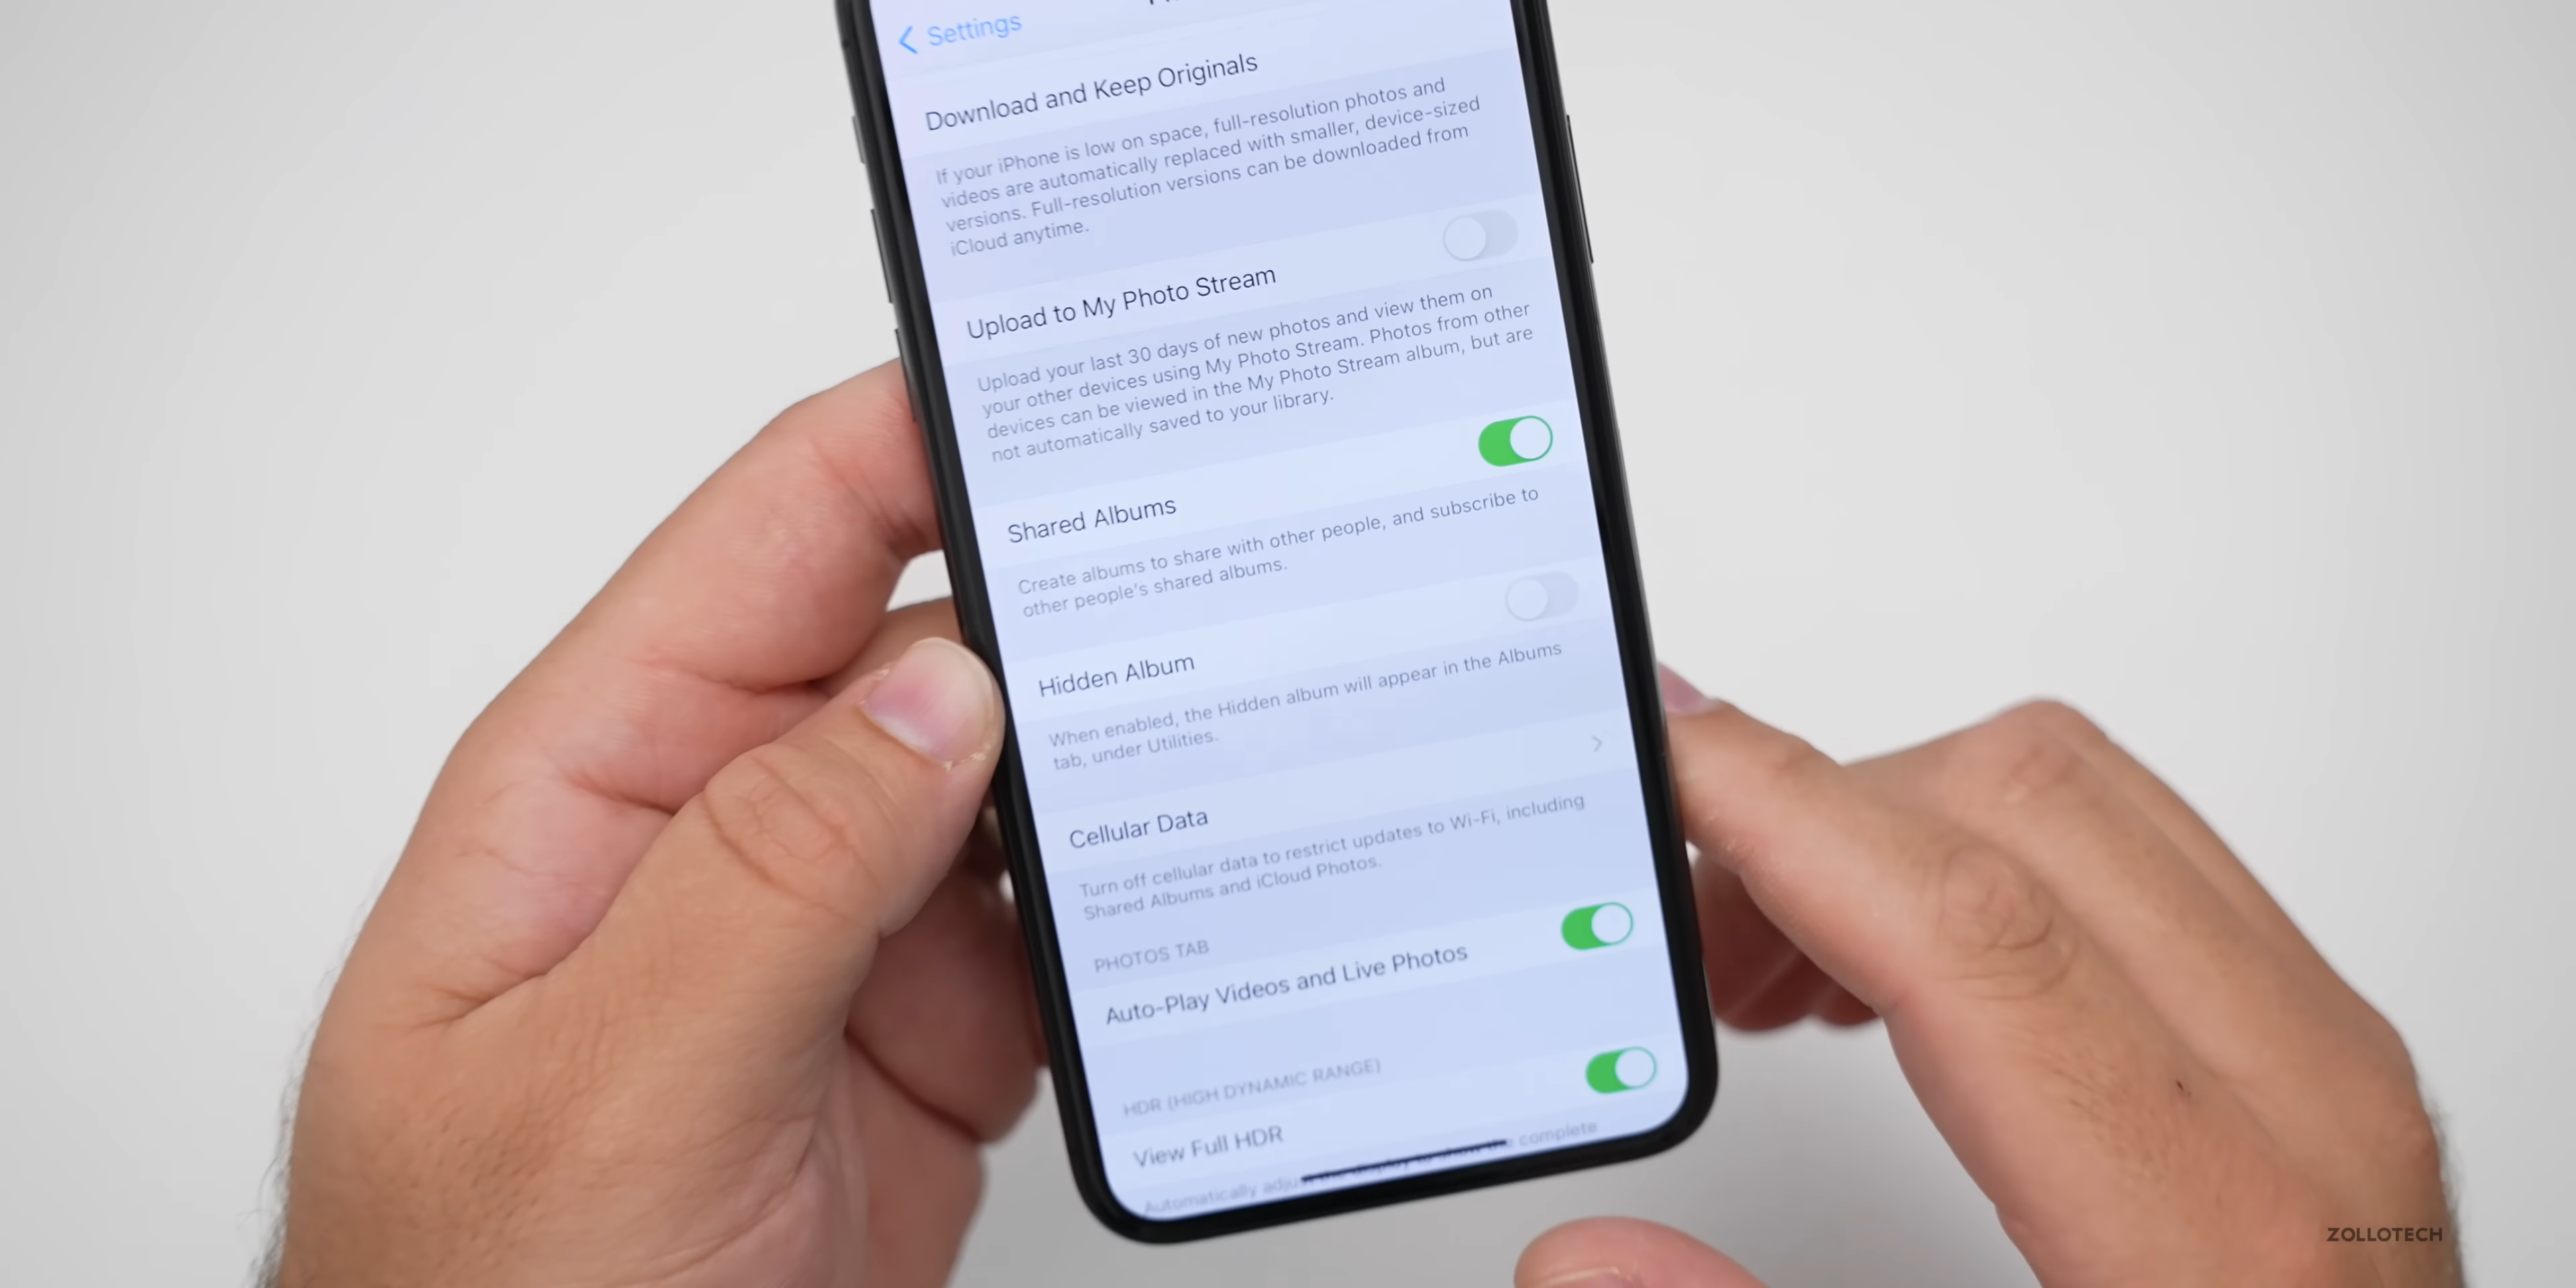 Settings
Download and Keep Originals
If your iPhone is low on space, full-resolution photos and
videos are automatically replaced with smaller, device-sized
versions. Full-resolution versions can be downloaded from
iCloud anytime.
Upload to My Photo Stream
Upload your last 30 days of new photos and view them on
your other devices using My Photo Stream. Photos from other
devices can be viewed in the My Photo Stream album, but are
not automatically saved to your library.
Shared Albums
Create albums to share with other people, and subscribe to
other people's shared albums.
Hidden Album
When enabled, the Hidden album will appear in the Albums
tab, under Utilities.
Cellular Data
Turn off cellular data to restrict updates to Wi-Fi, including
Shared Albums and iCloud Photos.
PHOTOS TAB
Auto-Play Videos and Live Photos
HDR (HIGH DYNAMIC RANGE)
View Full HDR
Automatically adjust the display to show the complete
ZOLLOTECH